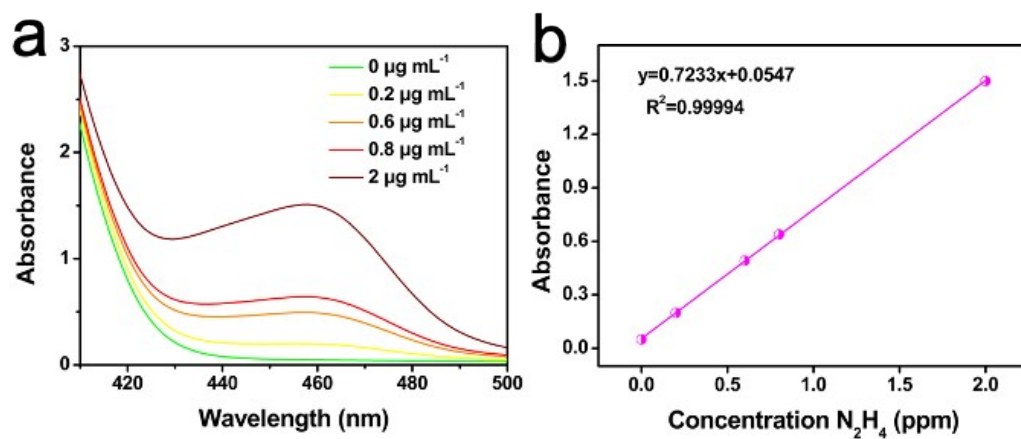 a
3
2
1
0
Absorbance
0 µg mL⁻¹
0.2 µg mL⁻¹
0.6 µg mL⁻¹
0.8 µg mL⁻¹
2 µg mL⁻¹
420 440 460 480 500
Wavelength (nm)
b
1.5
1.2
0.9
0.6
0.3
0.0
Absorbance
y=0.7233x+0.0547
R²=0.99994
0.0 0.5 1.0 1.5 2.0
Concentration N₂H₄ (ppm)